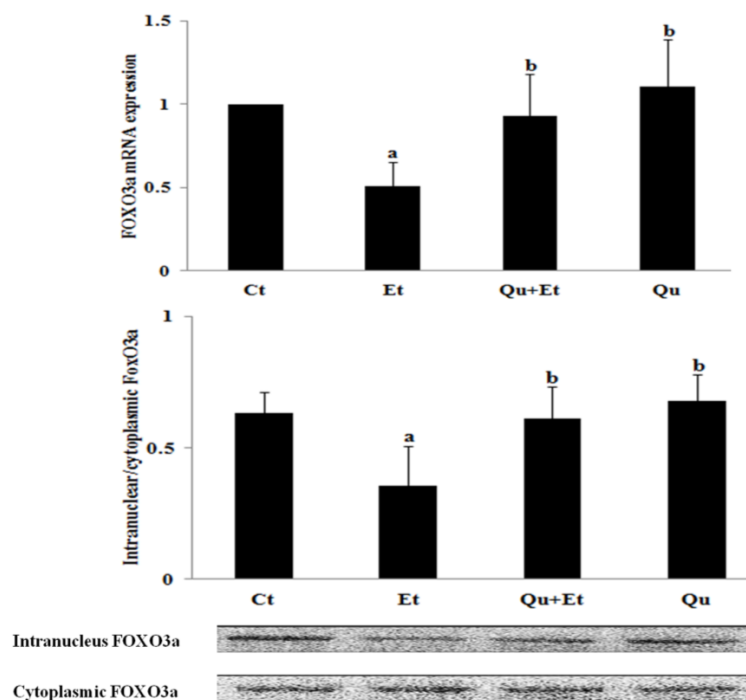 1.5
FOXO3a mRNA expression
b
b
1
a
0.5
0
Ct Et Qu+Et Qu
1
Intranuclear/cytoplasmic FoxO3a
b
b
a
0.5
0
Ct Et Qu+Et Qu
Intranucleus FOXO3a
Cytoplasmic FOXO3a